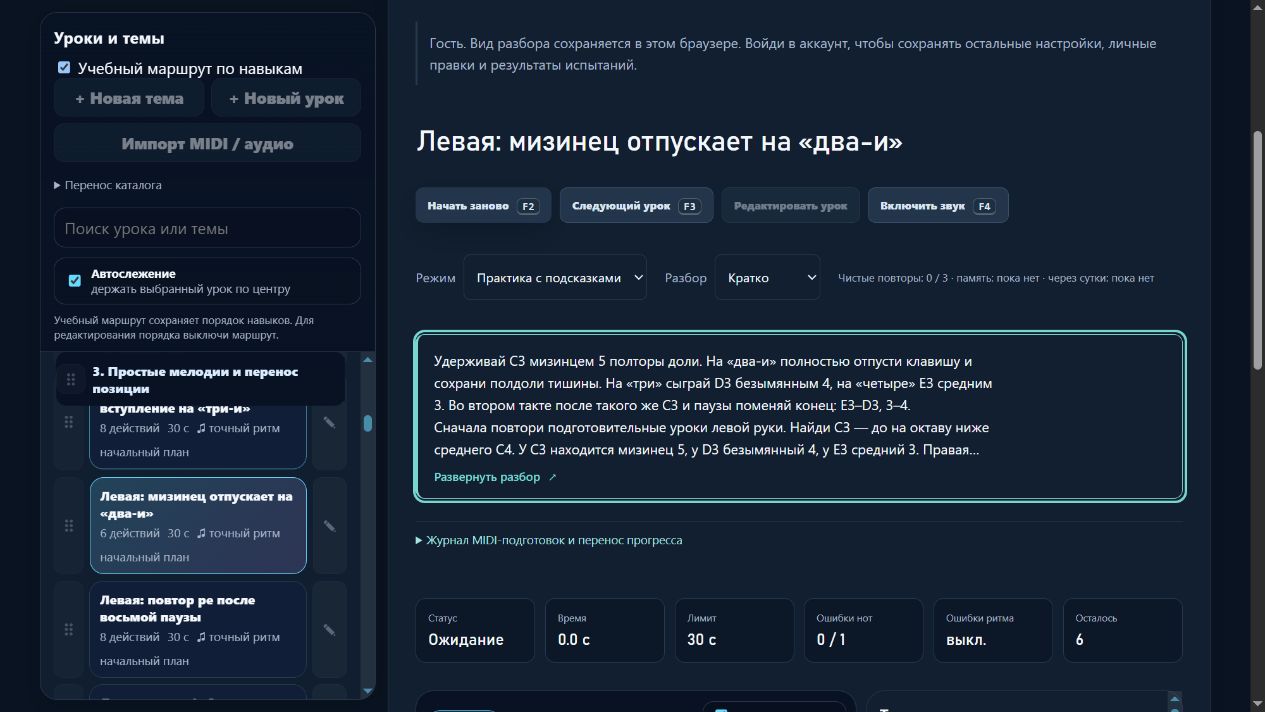 Уроки и темы
Учебный маршрут по навыкам
+ Новая тема
+ Новый урок
Импорт MIDI / аудио
Перенос каталога
Поиск урока или темы
Автослежение
держать выбранный урок по центру
Учебный маршрут сохраняет порядок навыков. Для
редактирования порядка выключи маршрут.
3. Простые мелодии и перенос
позиции
вступление на «три-и»
8 действий 30 с ♫ точный ритм
начальный план
Левая: мизинец отпускает на
«два-и»
6 действий 30 с ♫ точный ритм
начальный план
Левая: повтор ре после
восьмой паузы
8 действий 30 с ♫ точный ритм
начальный план
Гость. Вид разбора сохраняется в этом браузере. Войди в аккаунт, чтобы сохранять остальные настройки, личные
правки и результаты испытаний.
Левая: мизинец отпускает на «два-и»
Начать заново F2
Следующий урок F3
Редактировать урок
Включить звук F4
Режим
Практика с подсказками
Разбор
Кратко
Чистые повторы: 0 / 3 · память: пока нет · через сутки: пока нет
Удерживай C3 мизинцем 5 полторы доли. На «два-и» полностью отпусти клавишу и
сохрани полдоли тишины. На «три» сыграй D3 безымянным 4, на «четыре» E3 средним
3. Во втором такте после такого же C3 и паузы поменяй конец: E3–D3, 3–4.
Сначала повтори подготовительные уроки левой руки. Найди C3 — до на октаву ниже
среднего C4. У C3 находится мизинец 5, у D3 безымянный 4, у E3 средний 3. Правая...
Развернуть разбор ↗
Журнал MIDI-подготовок и перенос прогресса
Статус
Ожидание
Время
0.0 с
Лимит
30 с
Ошибки нот
0 / 1
Ошибки ритма
выкл.
Осталось
6